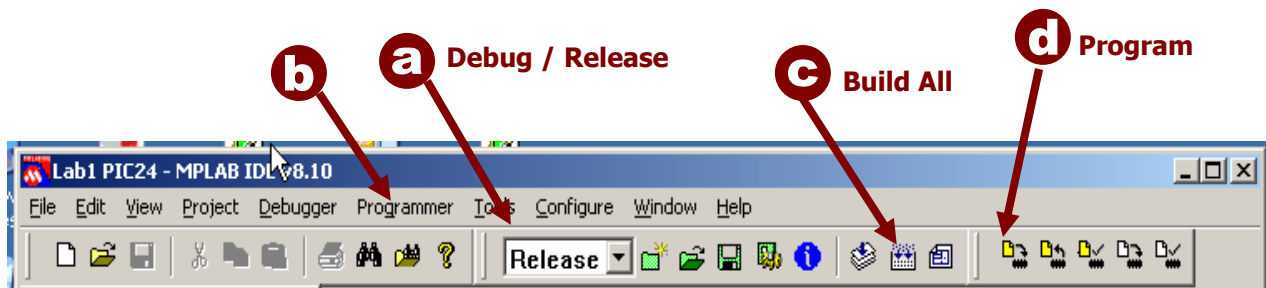 d Program
a Debug / Release
b
c Build All
Lab1 PIC24 - MPLAB IDE v8.10
File Edit View Project Debugger Programmer Tools Configure Window Help
Release